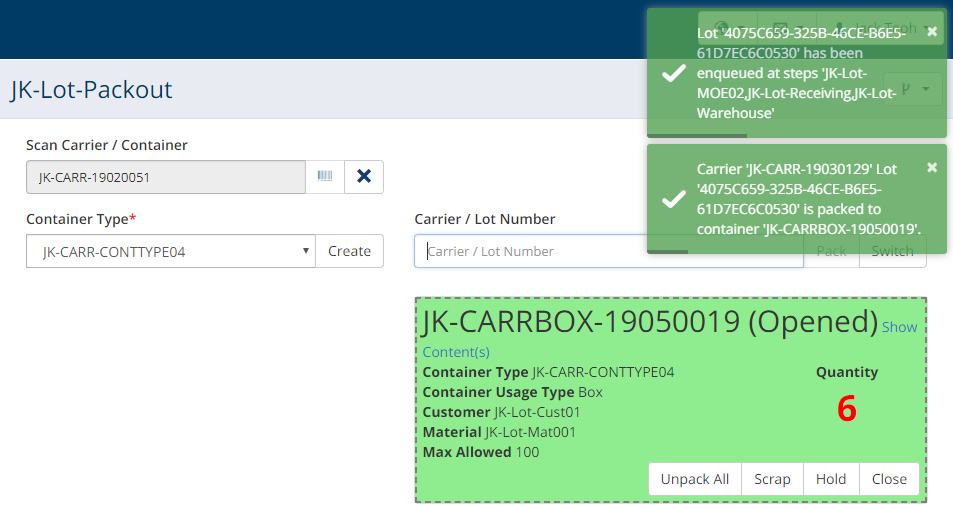 Jack Troh
Lot '4075C659-325B-46CE-B6E5-
61D7EC6C0530' has been
enqueued at steps 'JK-Lot-
MOE02,JK-Lot-Receiving,JK-Lot-
Warehouse'
JK-Lot-Packout
Carrier 'JK-CARR-19030129' Lot
'4075C659-325B-46CE-B6E5-
61D7EC6C0530' is packed to
container 'JK-CARRBOX-19050019'.
Scan Carrier / Container
JK-CARR-19020051
Container Type*
JK-CARR-CONTTYPE04
Create
Carrier / Lot Number
Carrier / Lot Number
Pack
Switch
JK-CARRBOX-19050019 (Opened) Show
Content(s)
Container Type JK-CARR-CONTTYPE04
Container Usage Type Box
Customer JK-Lot-Cust01
Material JK-Lot-Mat001
Max Allowed 100
Quantity
6
Unpack All
Scrap
Hold
Close